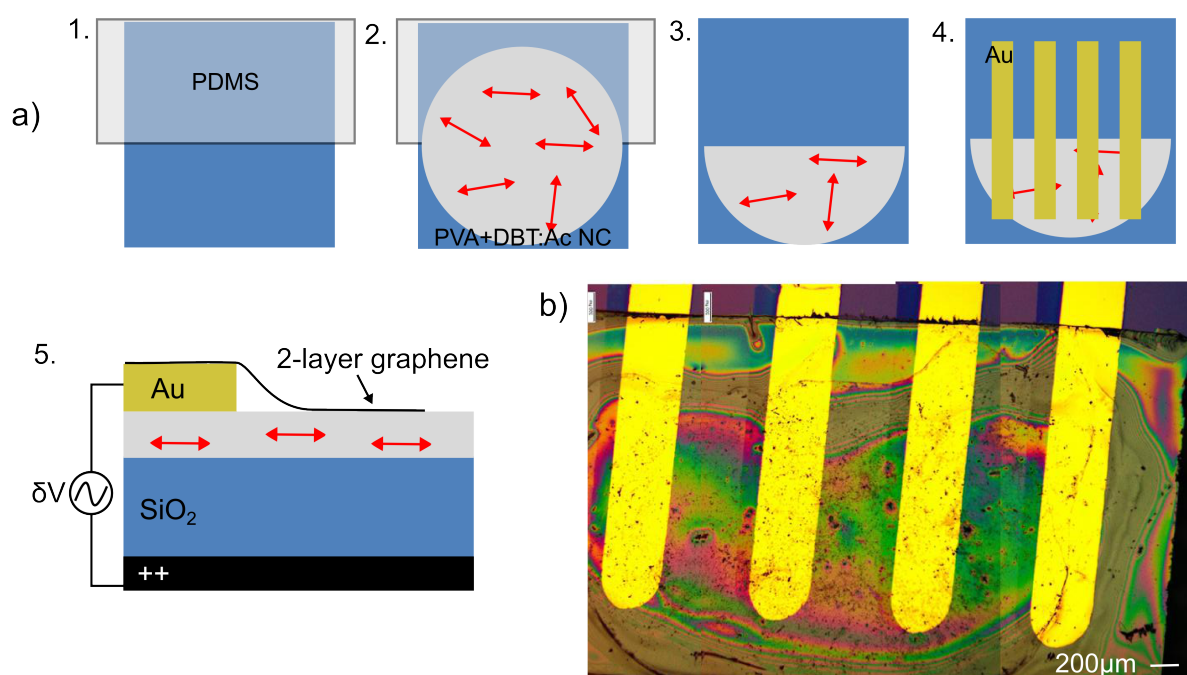 a)
1.
PDMS
2.
PVA+DBT:Ac NC
3.
4.
Au
5.
2-layer graphene
Au
δV
SiO₂
++
b)
200µm